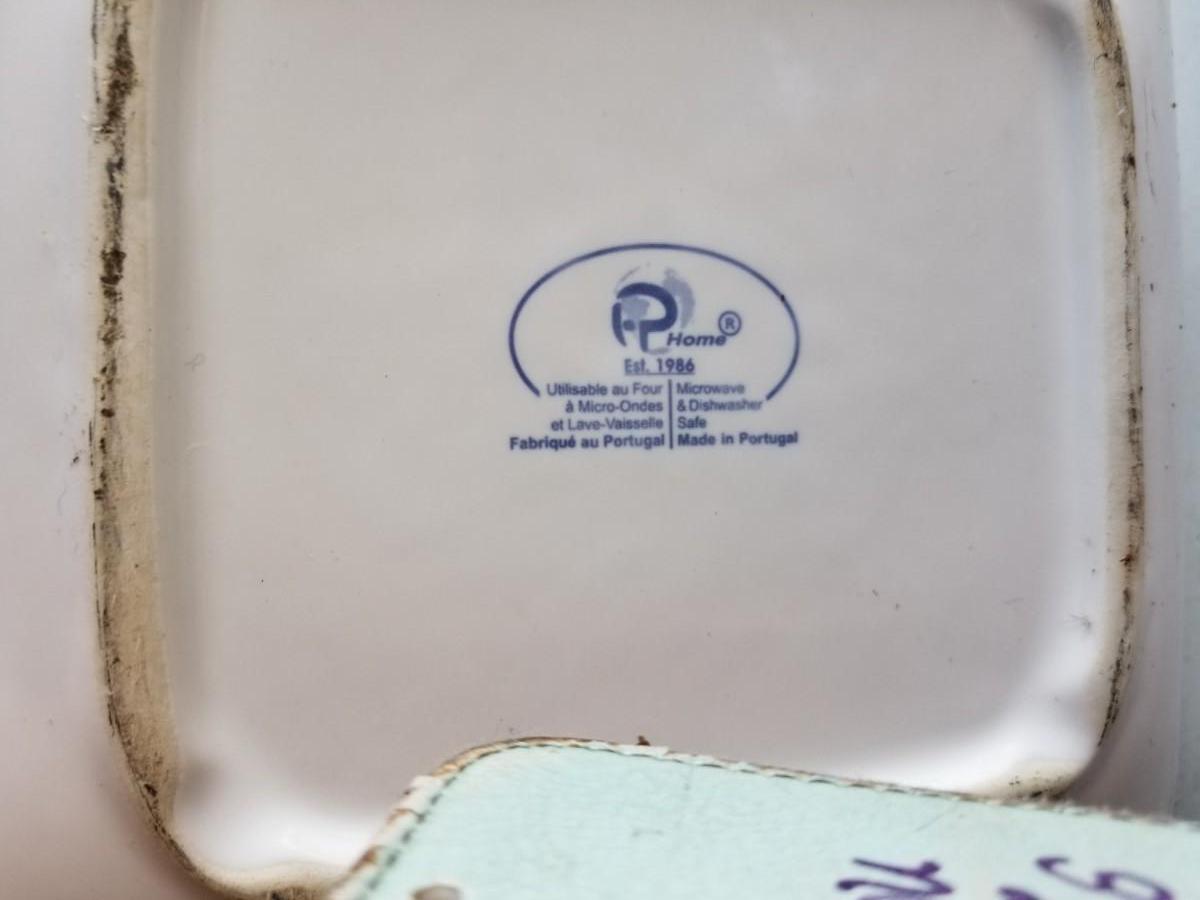 P Home®
Est. 1986
Utilisable au Four
à Micro-Ondes
et Lave-Vaisselle
Fabriqué au Portugal
Microwave
& Dishwasher
Safe
Made in Portugal